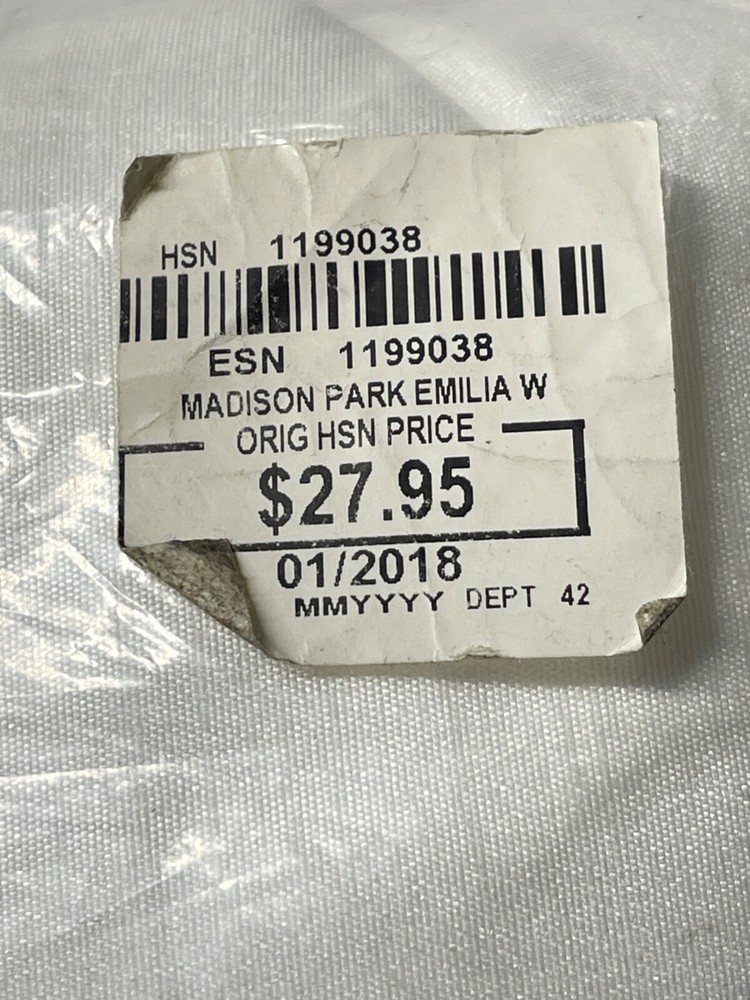 HSN 1199038
ESN 1199038
MADISON PARK EMILIA W
ORIG HSN PRICE
$27.95
01/2018
MMYYYY DEPT 42